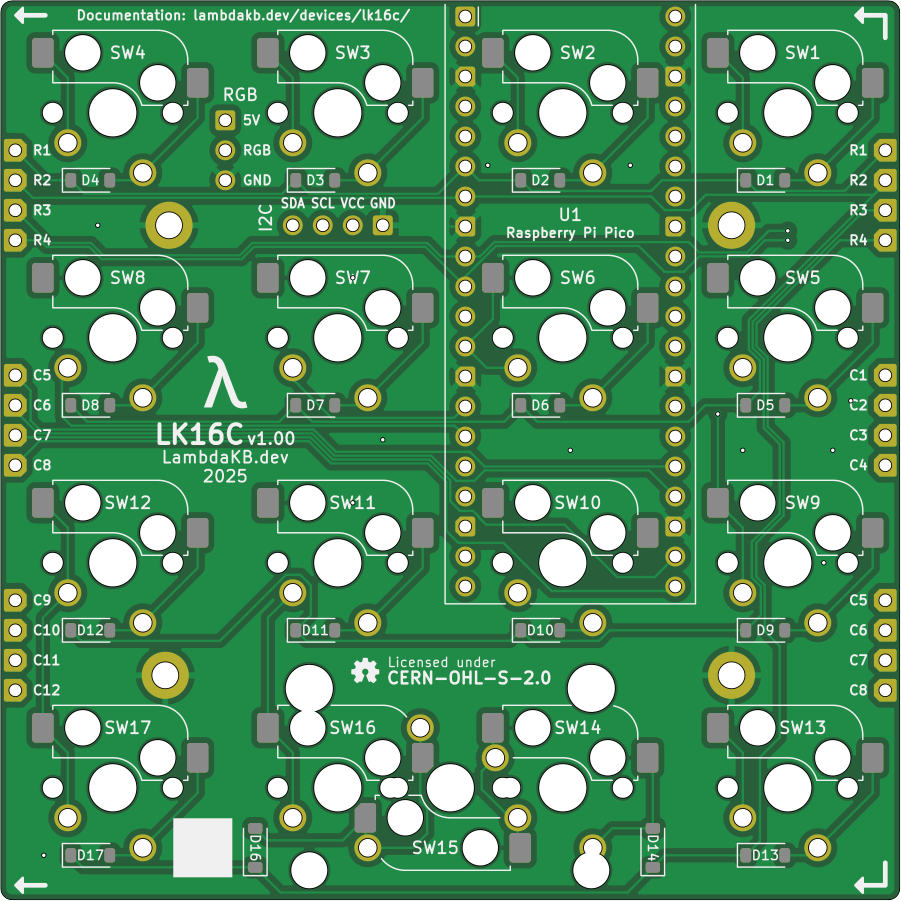 Documentation: lambdakb.dev/devices/lk16c/
SW4
SW3
SW2
SW1
RGB
5V
RGB
GND
R1
R2
R3
R4
D4
D3
D2
D1
R1
R2
R3
R4
I2C
SDA SCL VCC GND
U1
Raspberry Pi Pico
SW8
SW7
SW6
SW5
C5
C6
C7
C8
D8
D7
D6
D5
C1
C2
C3
C4
λ
LK16C v1.00
LambdaKB.dev
2025
SW12
SW11
SW10
SW9
C9
C10
C11
C12
D12
D11
D10
D9
C5
C6
C7
C8
Licensed under
CERN-OHL-S-2.0
SW17
SW16
SW14
SW13
SW15
D17
D16
D14
D13